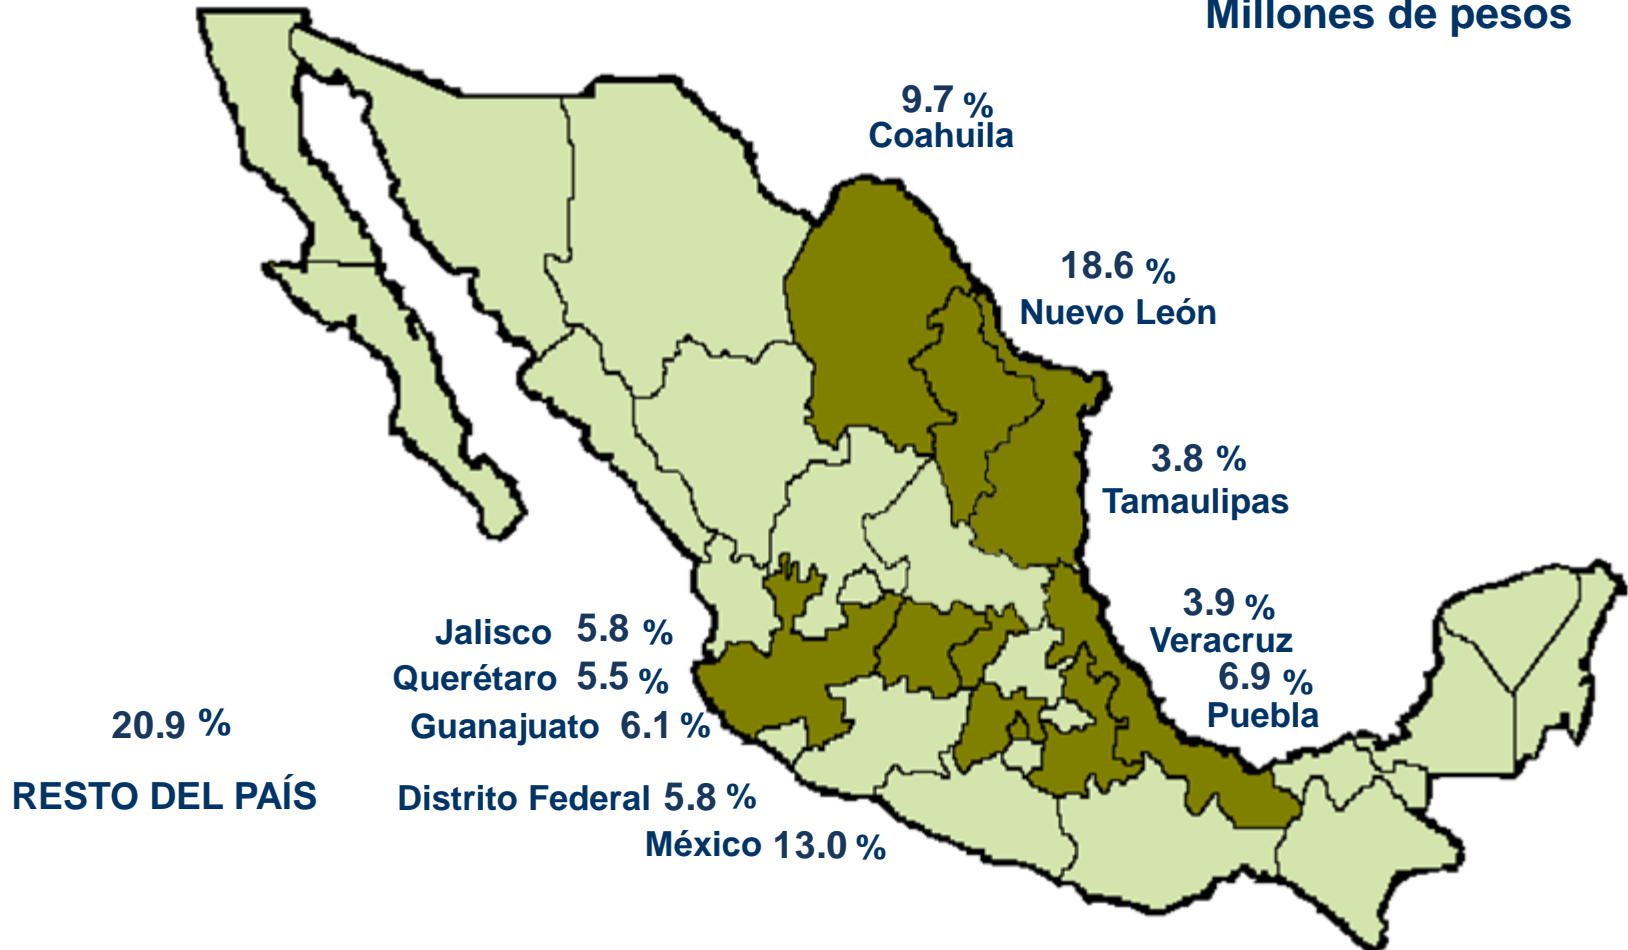 Millones de pesos
9.7 %
Coahuila
18.6 %
Nuevo León
3.8 %
Tamaulipas
3.9 %
Veracruz
6.9 %
Puebla
Jalisco 5.8 %
Querétaro 5.5 %
Guanajuato 6.1 %
20.9 %
RESTO DEL PAÍS
Distrito Federal 5.8 %
México 13.0 %